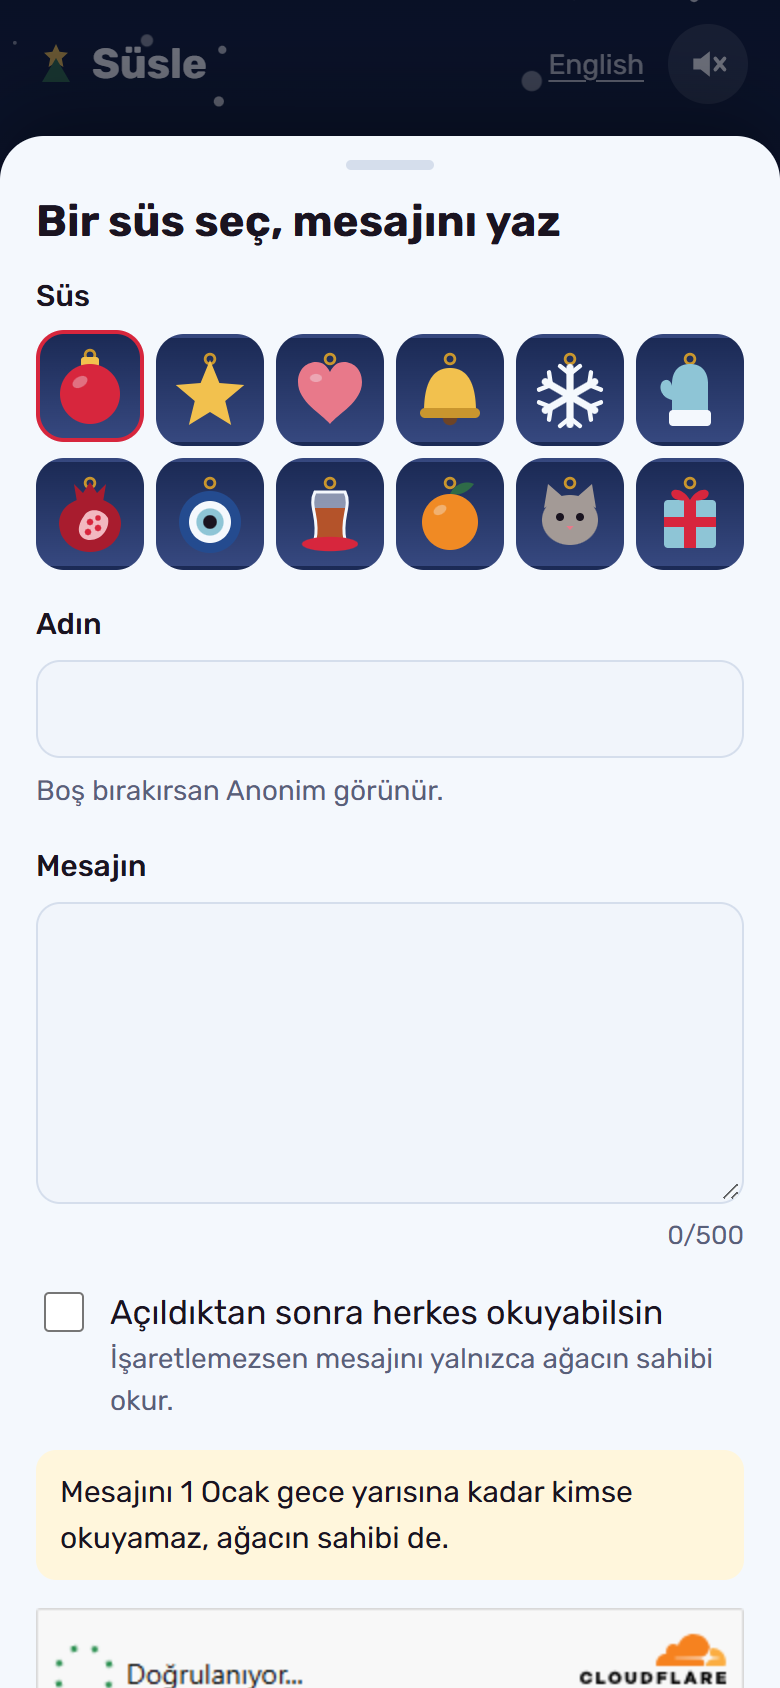 Süsle
English
Bir süs seç, mesajını yaz
Süs
Adın
Boş bırakırsan Anonim görünür.
Mesajın
0/500
Açıldıktan sonra herkes okuyabilsin
İşaretlemezsen mesajını yalnızca ağacın sahibi
okur.
Mesajını 1 Ocak gece yarısına kadar kimse
okuyamaz, ağacın sahibi de.
Doğrulanıyor...
CLOUDFLARE